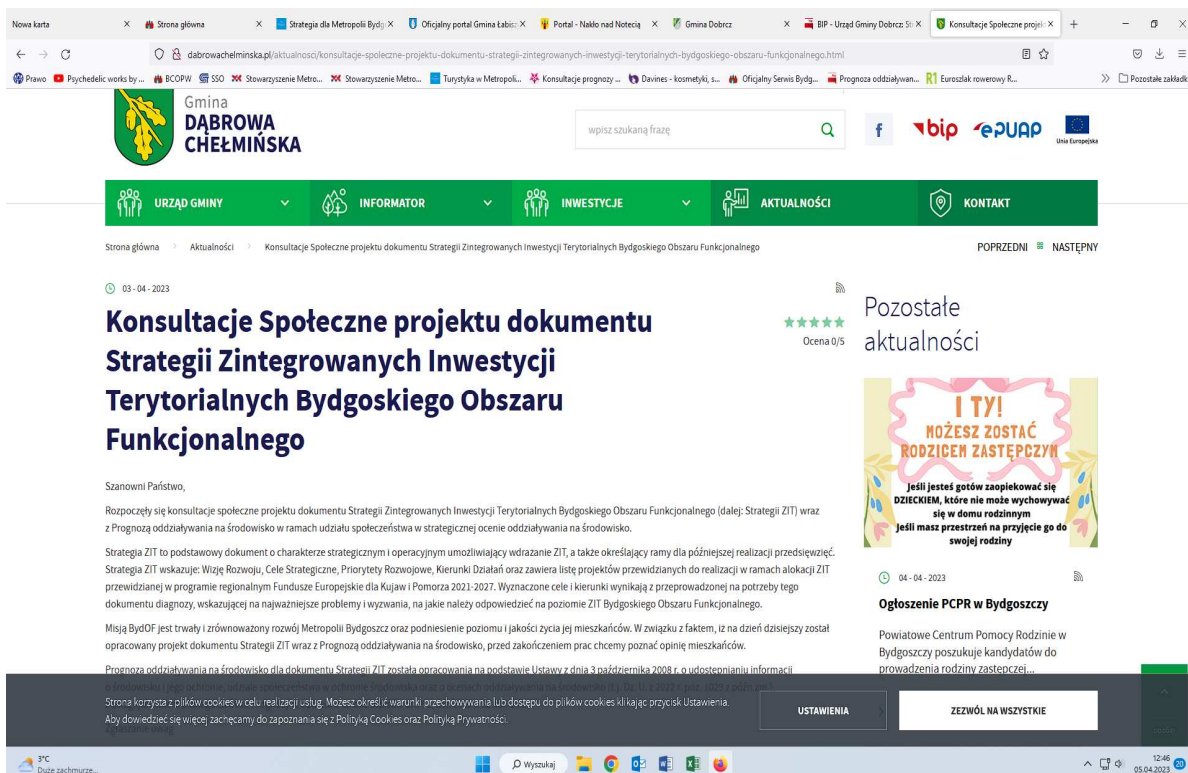 Nowa karta
Strona główna
Strategia dla Metropolii Bydg
Oficjalny portal Gmina Łabisz
Portal - Nakło nad Notecią
Gmina Dobrcz
BIP - Urząd Gminy Dobrcz: St
Konsultacje Społeczne projekt
dabrowachelminska.pl/aktualnosci/konsultacje-spoleczne-projektu-dokumentu-strategii-zintegrowanych-inwestycji-terytorialnych-bydgoskiego-obszaru-funkcjonalnego.html
Prawo
Psychedelic works by ...
BCOPW
SSO
Stowarzyszenie Metro...
Stowarzyszenie Metro...
Turystyka w Metropoli...
Konsultacje prognozy ...
Davines - kosmetyki, s...
Oficjalny Serwis Bydg...
Prognoza oddziaływan...
R1 Euroszlak rowerowy R...
Pozostałe zakładki
Gmina
DĄBROWA
CHEŁMIŃSKA
wpisz szukaną frazę
f
bip
ePUAP
Unia Europejska
URZĄD GMINY
INFORMATOR
INWESTYCJE
AKTUALNOŚCI
KONTAKT
Strona główna
Aktualności
Konsultacje Społeczne projektu dokumentu Strategii Zintegrowanych Inwestycji Terytorialnych Bydgoskiego Obszaru Funkcjonalnego
POPRZEDNI
NASTĘPNY
03 - 04 - 2023
Konsultacje Społeczne projektu dokumentu
Strategii Zintegrowanych Inwestycji
Terytorialnych Bydgoskiego Obszaru
Funkcjonalnego
Ocena 0/5
Szanowni Państwo,
Rozpoczęły się konsultacje społeczne projektu dokumentu Strategii Zintegrowanych Inwestycji Terytorialnych Bydgoskiego Obszaru Funkcjonalnego (dalej: Strategii ZIT) wraz
z Prognozą oddziaływania na środowisko w ramach udziału społeczeństwa w strategicznej ocenie oddziaływania na środowisko.
Strategia ZIT to podstawowy dokument o charakterze strategicznym i operacyjnym umożliwiający wdrażanie ZIT, a także określający ramy dla późniejszej realizacji przedsięwzięć.
Strategia ZIT wskazuje: Wizję Rozwoju, Cele Strategiczne, Priorytety Rozwojowe, Kierunki Działań oraz zawiera listę projektów przewidzianych do realizacji w ramach alokacji ZIT
przewidzianej w programie regionalnym Fundusze Europejskie dla Kujaw i Pomorza 2021-2027. Wyznaczone cele i kierunki wynikają z przeprowadzonej na potrzeby tego
dokumentu diagnozy, wskazującej na najważniejsze problemy i wyzwania, na jakie należy odpowiedzieć na poziomie ZIT Bydgoskiego Obszaru Funkcjonalnego.
Misją BydOF jest trwały i zrównoważony rozwój Metropolii Bydgoszcz oraz podniesienie poziomu i jakości życia jej mieszkańców. W związku z faktem, iż na dzień dzisiejszy został
opracowany projekt dokumentu Strategii ZIT wraz z Prognozą oddziaływania na środowisko, przed zakończeniem prac chcemy poznać opinię mieszkańców.
Prognoza oddziaływania na środowisko dla dokumentu Strategii ZIT została opracowania na podstawie Ustawy z dnia 3 października 2008 r. o udostępnianiu informacji
Pozostałe
aktualności
I TY!
MOŻESZ ZOSTAĆ
RODZICEM ZASTĘPCZYM
Jeśli jesteś gotów zaopiekować się
DZIECKIEM, które nie może wychowywać
się w domu rodzinnym
Jeśli masz przestrzeń na przyjęcie go do
swojej rodziny
04 - 04 - 2023
Ogłoszenie PCPR w Bydgoszczy
Powiatowe Centrum Pomocy Rodzinie w
Bydgoszczy poszukuje kandydatów do
prowadzenia rodziny zastępczej...
Strona korzysta z plików cookies w celu realizacji usług. Możesz określić warunki przechowywania lub dostępu do plików cookies klikając przycisk Ustawienia.
Aby dowiedzieć się więcej zachęcamy do zapoznania się z Polityką Cookies oraz Polityką Prywatności.
USTAWIENIA
ZEZWÓL NA WSZYSTKIE
3°C
Duże zachmurze...
Wyszukaj
12:46
05.04.2023
20